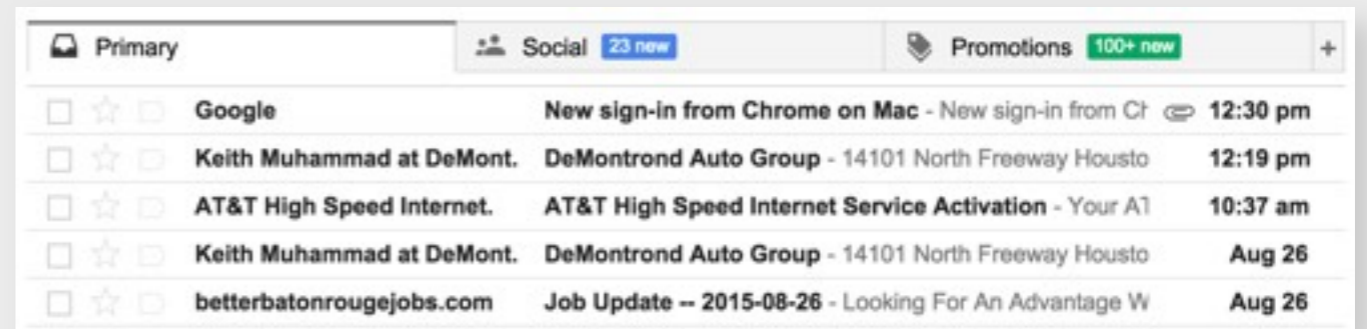 Primary Social 23 new Promotions 100+ new +
Google New sign-in from Chrome on Mac - New sign-in from Ch 12:30 pm
Keith Muhammad at DeMont. DeMontrond Auto Group - 14101 North Freeway Housto 12:19 pm
AT&T High Speed Internet. AT&T High Speed Internet Service Activation - Your AT 10:37 am
Keith Muhammad at DeMont. DeMontrond Auto Group - 14101 North Freeway Housto Aug 26
betterbatonrougejobs.com Job Update -- 2015-08-26 - Looking For An Advantage W Aug 26